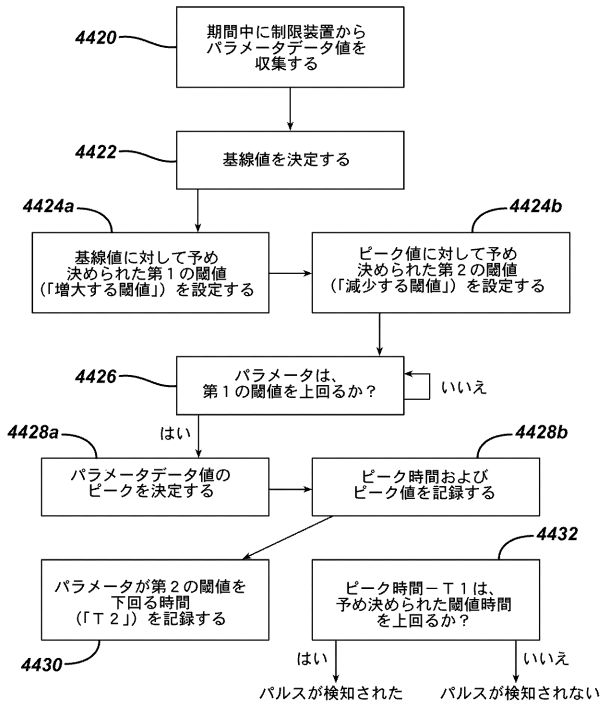 4420
期間中に制限装置から
パラメータデータ値を
収集する
4422
基線値を決定する
4424a
基線値に対して予め
決められた第1の閾値
（「増大する閾値」）を設定する
4424b
ピーク値に対して予め
決められた第2の閾値
（「減少する閾値」）を設定する
4426
パラメータは、
第1の閾値を上回るか？
いいえ
はい
4428a
パラメータデータ値の
ピークを決定する
4428b
ピーク時間および
ピーク値を記録する
パラメータが第2の閾値を
下回る時間
（「T2」）を記録する
4430
4432
ピーク時間－T1は、
予め決められた閾値時間
を上回るか？
はい
いいえ
パルスが検知された
パルスが検知されない